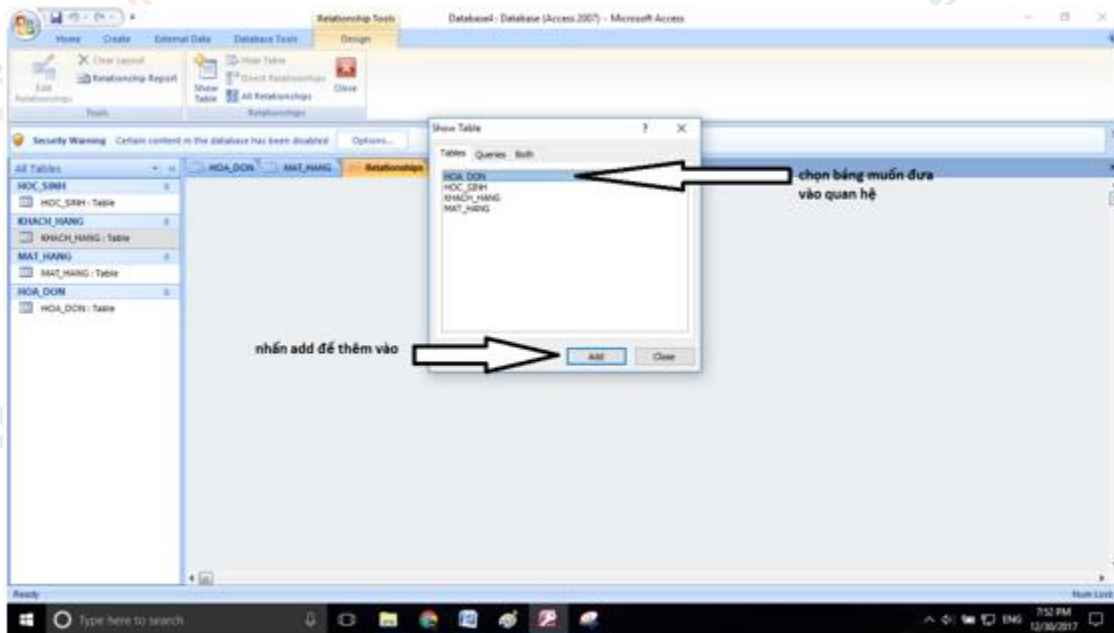 Relationship Tools
Database4 : Database (Access 2007) - Microsoft Access
Home Create External Data Database Tools Design
Edit Relationships
Clear Layout
Relationship Report
Tools
Show Table
Hide Table
Direct Relationships
All Relationships
Close
Relationships
Security Warning Certain content in the database has been disabled Options...
All Tables
HOA_DON MAT_HANG Relationships
HOC_SINH
HOC_SINH : Table
KHACH_HANG
KHACH_HANG : Table
MAT_HANG
MAT_HANG : Table
HOA_DON
HOA_DON : Table
Show Table ? ×
Tables Queries Both
HOA_DON
HOC_SINH
KHACH_HANG
MAT_HANG
chọn bảng muốn đưa
vào quan hệ
nhấn add để thêm vào
Add Close
Ready
Num Lock
Type here to search
ENG
7:52 PM
12/30/2017